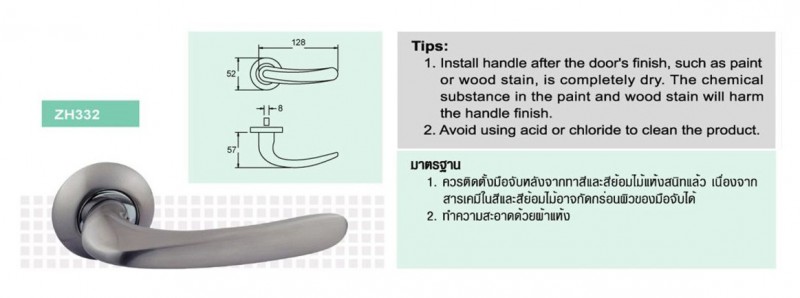 ZH332
128
52
8
57
Tips:
1. Install handle after the door's finish, such as paint
or wood stain, is completely dry. The chemical
substance in the paint and wood stain will harm
the handle finish.
2. Avoid using acid or chloride to clean the product.
มาตรฐาน
1. ควรติดตั้งมือจับหลังจากทาสีและสีย้อมไม้แห้งสนิทแล้ว เนื่องจาก
สารเคมีในสีและสีย้อมไม้อาจกัดกร่อนผิวของมือจับได้
2. ทำความสะอาดด้วยผ้าแห้ง